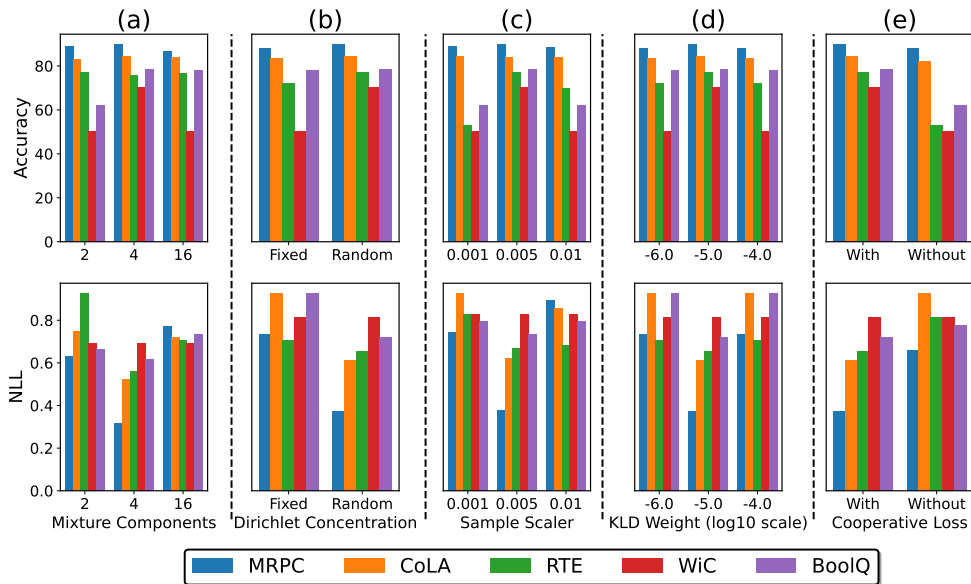 (a) (b) (c) (d) (e)
Accuracy
80
60
40
20
0
2 4 16 Fixed Random 0.001 0.005 0.01 -6.0 -5.0 -4.0 With Without
NLL
0.8
0.6
0.4
0.2
0.0
2 4 16 Fixed Random 0.001 0.005 0.01 -6.0 -5.0 -4.0 With Without
Mixture Components Dirichlet Concentration Sample Scaler KLD Weight (log10 scale) Cooperative Loss
MRPC CoLA RTE WiC BoolQ